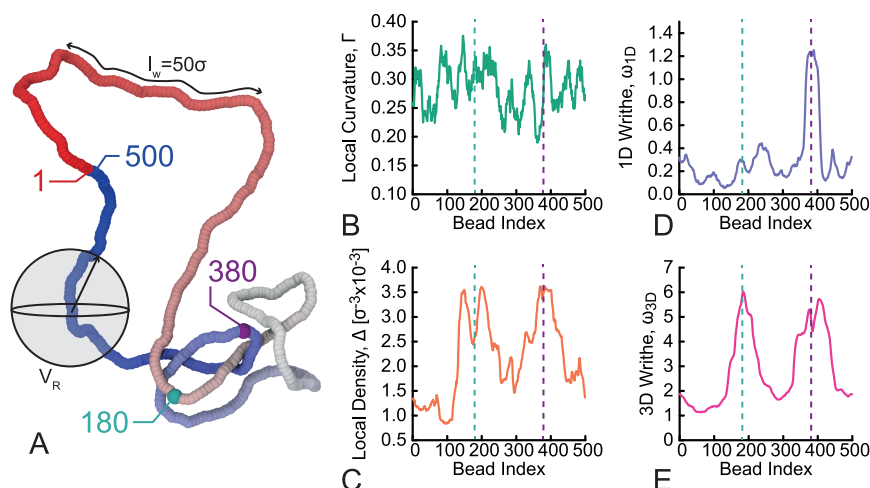 I_w=50σ
500
1
380
180
V_R
A
B
Local Curvature, Γ
0.40
0.35
0.30
0.25
0.20
0.15
0.10
0 100 200 300 400 500
Bead Index
D
1D Writhe, ω_1D
1.4
1.2
1.0
0.8
0.6
0.4
0.2
0.0
0 100 200 300 400 500
Bead Index
C
Local Density, Δ [σ⁻³x10⁻³]
4.0
3.5
3.0
2.5
2.0
1.5
1.0
0.5
0 100 200 300 400 500
Bead Index
E
3D Writhe, ω_3D
7
6
5
4
3
2
1
0
0 100 200 300 400 500
Bead Index